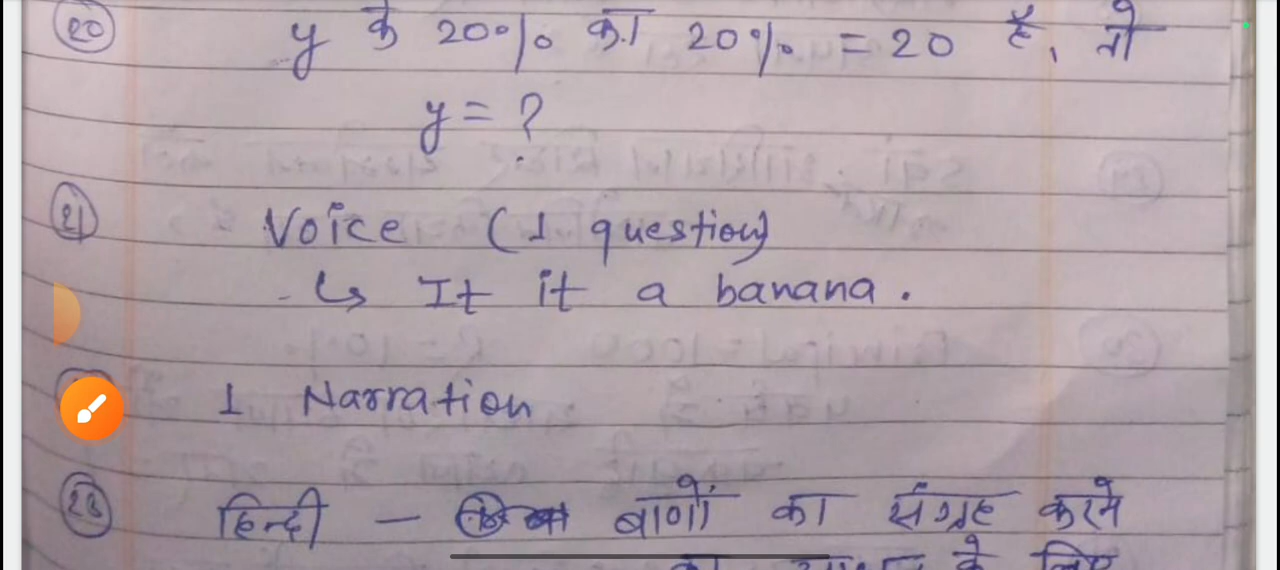 20 y के 20% का 20% = 20 है, तो
y = ?
21 Voice (1 question)
↳ It it a banana.
1 Narration
23 हिन्दी – बाणों का संग्रह करने
के लिए